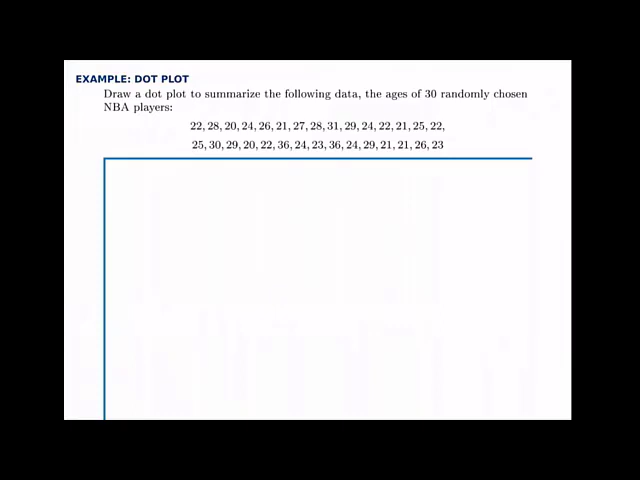 EXAMPLE: DOT PLOT
Draw a dot plot to summarize the following data, the ages of 30 randomly chosen
NBA players:
22, 28, 20, 24, 26, 21, 27, 28, 31, 29, 24, 22, 21, 25, 22,
25, 30, 29, 20, 22, 36, 24, 23, 36, 24, 29, 21, 21, 26, 23